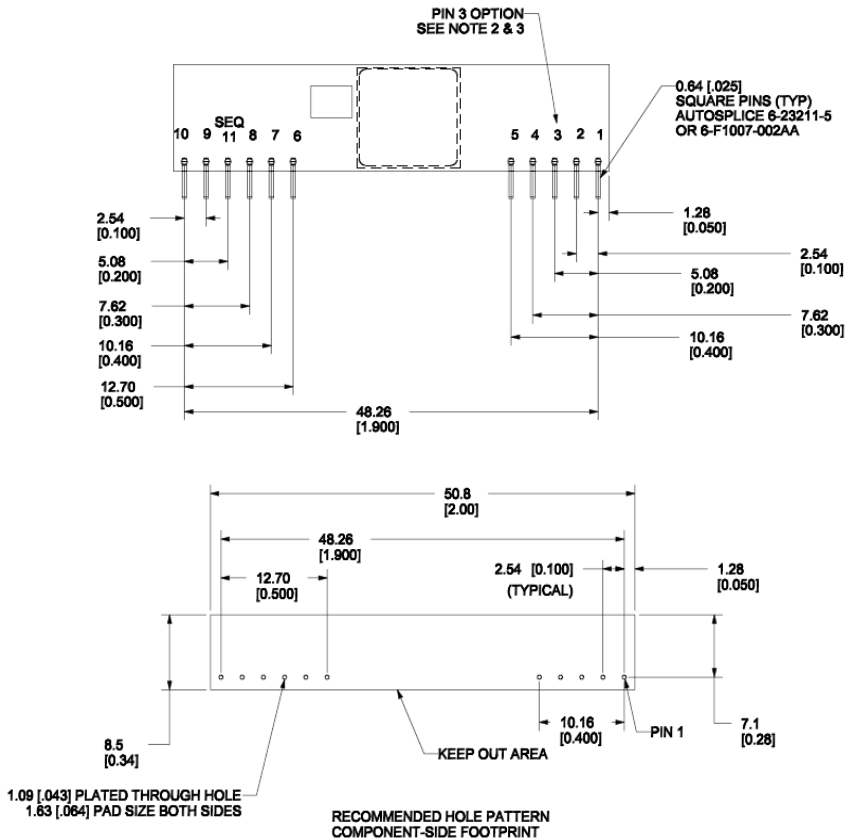 PIN 3 OPTION
SEE NOTE 2 & 3
0.64 [.025]
SQUARE PINS (TYP)
AUTOSPLICE 6-23211-5
OR 6-F1007-002AA
SEQ
10 9 11 8 7 6 5 4 3 2 1
2.54
[0.100]
1.28
[0.050]
5.08
[0.200]
2.54
[0.100]
7.62
[0.300]
5.08
[0.200]
10.16
[0.400]
7.62
[0.300]
12.70
[0.500]
10.16
[0.400]
48.26
[1.900]
50.8
[2.00]
48.26
[1.900]
12.70
[0.500]
2.54 [0.100]
(TYPICAL)
1.28
[0.050]
8.5
[0.34]
10.16
[0.400]
PIN 1
7.1
[0.28]
KEEP OUT AREA
1.09 [.043] PLATED THROUGH HOLE
1.63 [.064] PAD SIZE BOTH SIDES
RECOMMENDED HOLE PATTERN
COMPONENT-SIDE FOOTPRINT